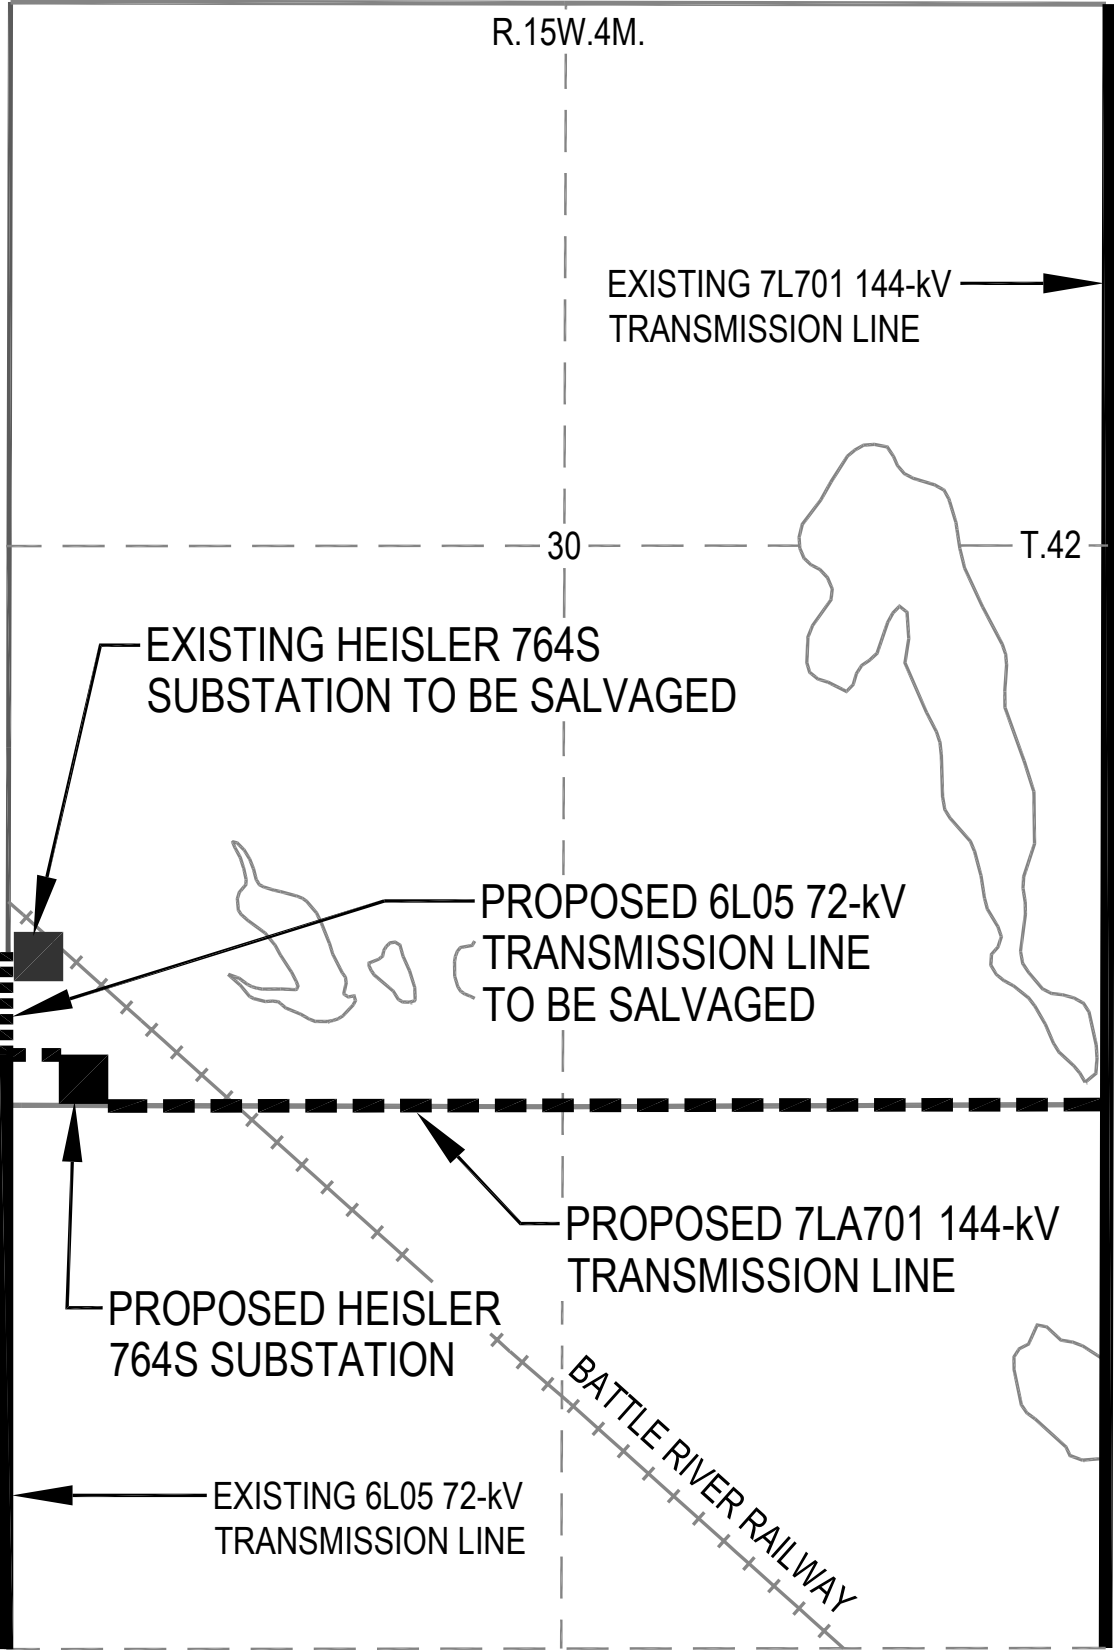 R.15W.4M.
EXISTING 7L701 144-kV
TRANSMISSION LINE
30
T.42
EXISTING HEISLER 764S
SUBSTATION TO BE SALVAGED
PROPOSED 6L05 72-kV
TRANSMISSION LINE
TO BE SALVAGED
PROPOSED 7LA701 144-kV
TRANSMISSION LINE
PROPOSED HEISLER
764S SUBSTATION
BATTLE RIVER RAILWAY
EXISTING 6L05 72-kV
TRANSMISSION LINE